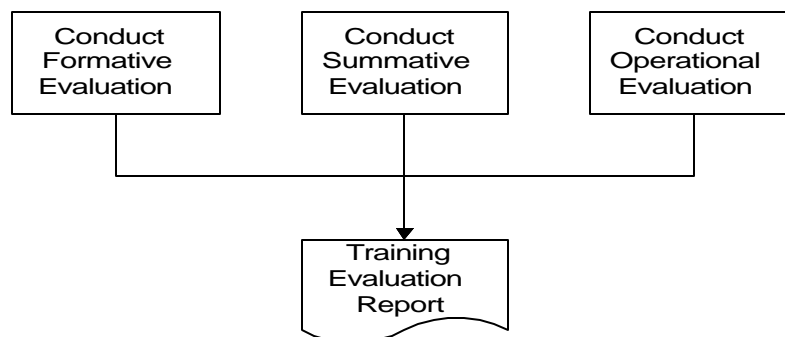 Conduct
Formative
Evaluation
Conduct
Summative
Evaluation
Conduct
Operational
Evaluation
Training
Evaluation
Report